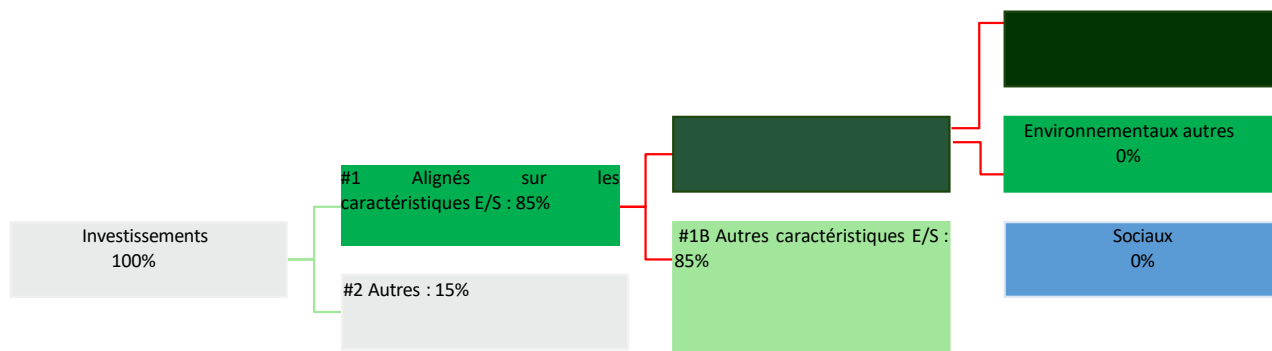 Investissements
100%
#1 Alignés sur les
caractéristiques E/S : 85%
#2 Autres : 15%
#1B Autres caractéristiques E/S :
85%
Environnementaux autres
0%
Sociaux
0%